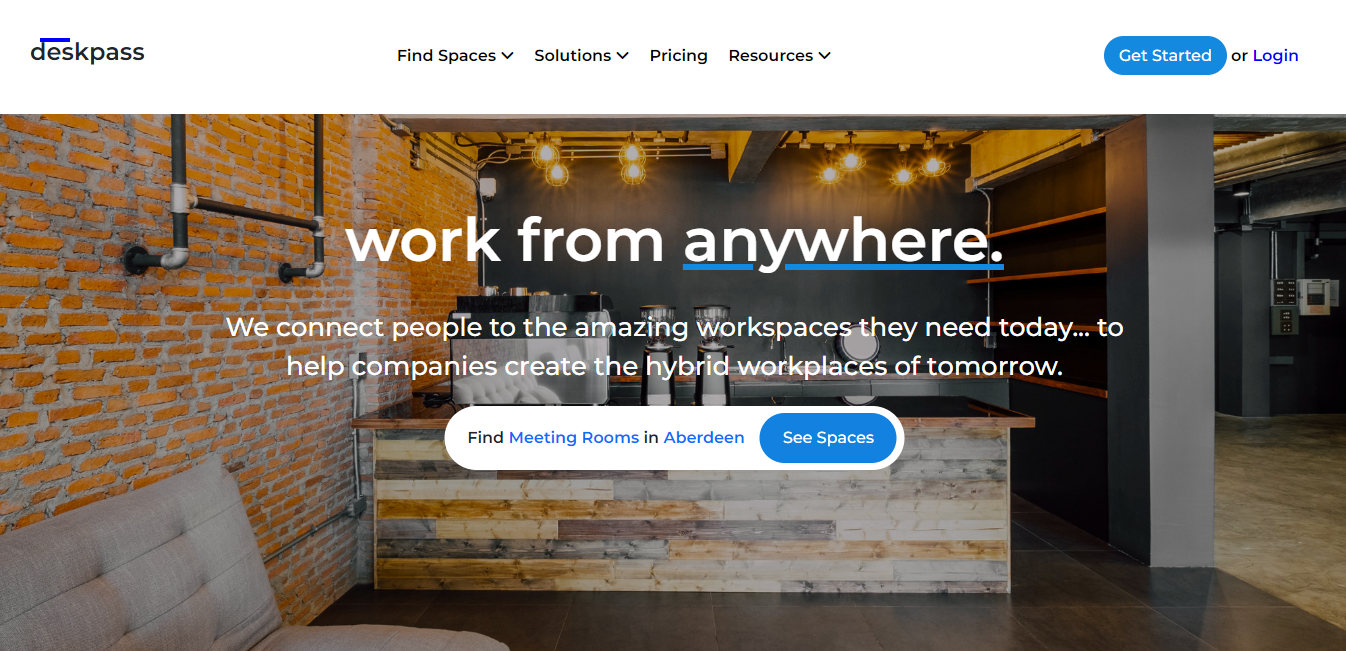 deskpass
Find Spaces Solutions Pricing Resources
Get Started or Login
work from anywhere.
We connect people to the amazing workspaces they need today... to
help companies create the hybrid workplaces of tomorrow.
Find Meeting Rooms in Aberdeen See Spaces